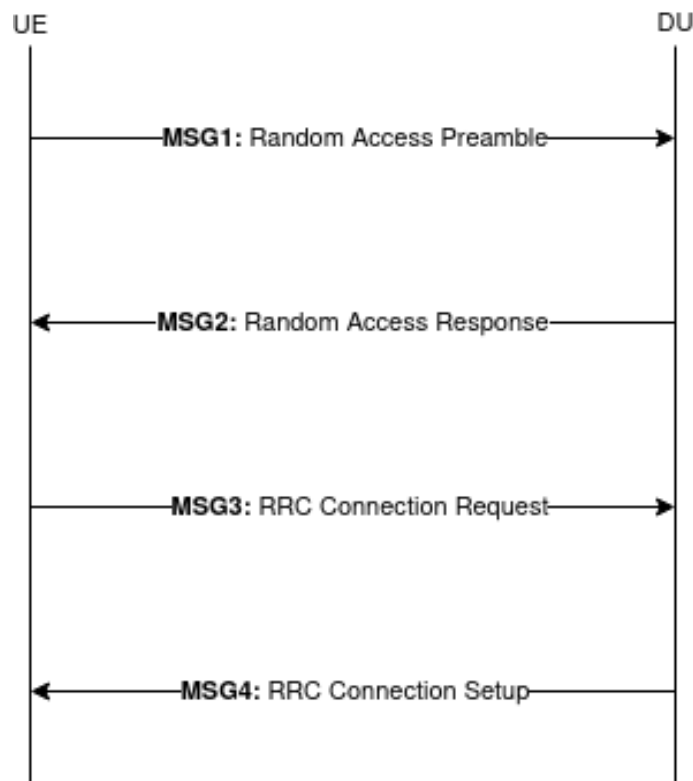 UE
DU
MSG1: Random Access Preamble
MSG2: Random Access Response
MSG3: RRC Connection Request
MSG4: RRC Connection Setup